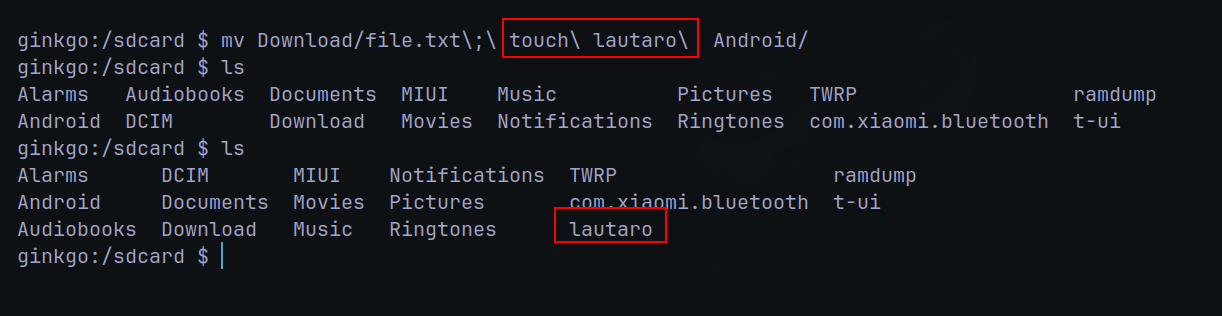 ginkgo:/sdcard $ mv Download/file.txt\;\ touch\ lautaro\  Android/
ginkgo:/sdcard $ ls
Alarms   Audiobooks  Documents  MIUI    Music          Pictures   TWRP                   ramdump
Android  DCIM        Download   Movies  Notifications  Ringtones  com.xiaomi.bluetooth  t-ui
ginkgo:/sdcard $ ls
Alarms      DCIM       MIUI    Notifications  TWRP                  ramdump
Android     Documents  Movies  Pictures       com.xiaomi.bluetooth  t-ui
Audiobooks  Download   Music   Ringtones      lautaro
ginkgo:/sdcard $